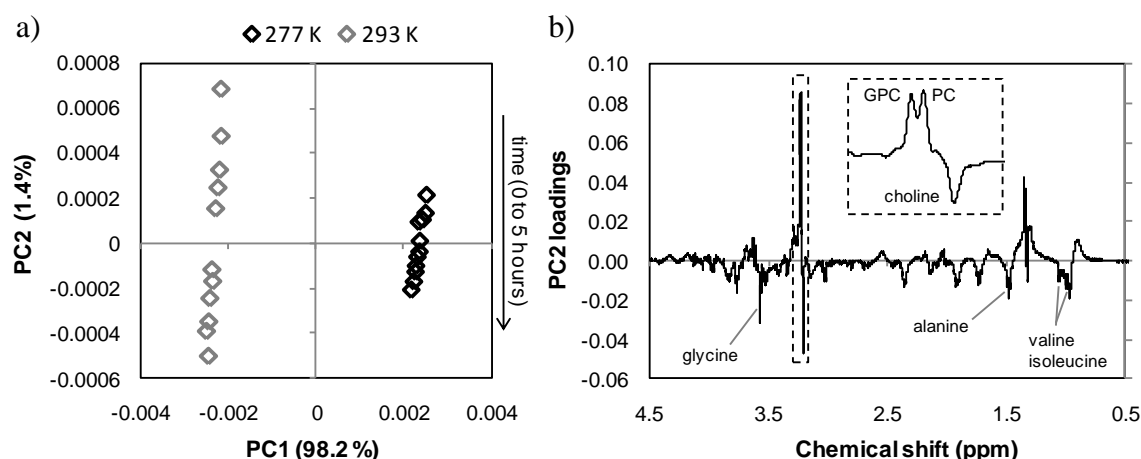 a)
277 K 293 K
0.0008
0.0006
0.0004
0.0002
0
-0.0002
-0.0004
-0.0006
PC2 (1.4%)
-0.004 -0.002 0 0.002 0.004
PC1 (98.2%)
time (0 to 5 hours)
b)
0.10
0.08
0.06
0.04
0.02
0.00
-0.02
-0.04
-0.06
PC2 loadings
GPC PC
choline
glycine
alanine
valine
isoleucine
4.5 3.5 2.5 1.5 0.5
Chemical shift (ppm)